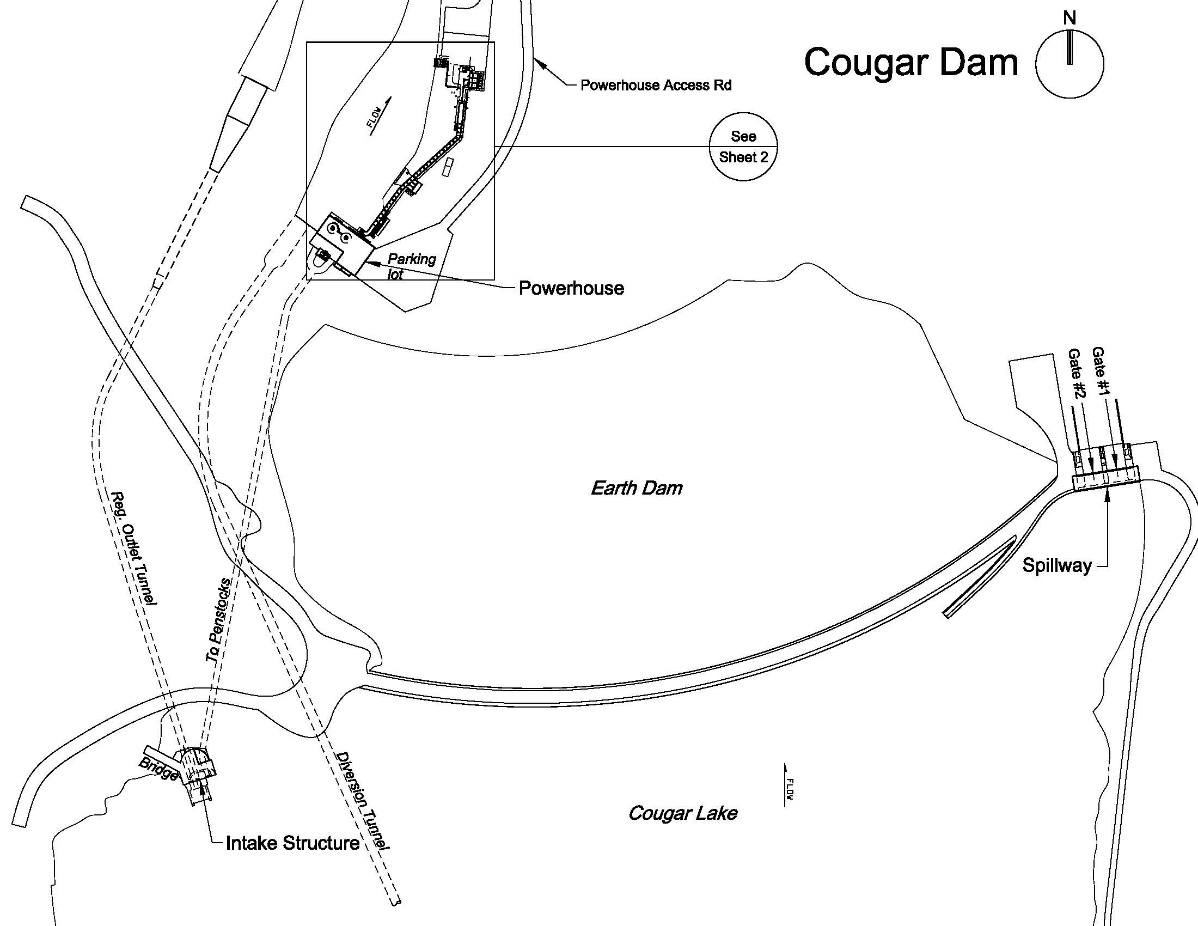 N
Cougar Dam
Powerhouse Access Rd
FLOW
See
Sheet 2
Parking
lot
Powerhouse
Gate #1
Gate #2
Earth Dam
Reg. Outlet Tunnel
Spillway
To Penstocks
Bridge
Diversion Tunnel
FLOW
Cougar Lake
Intake Structure